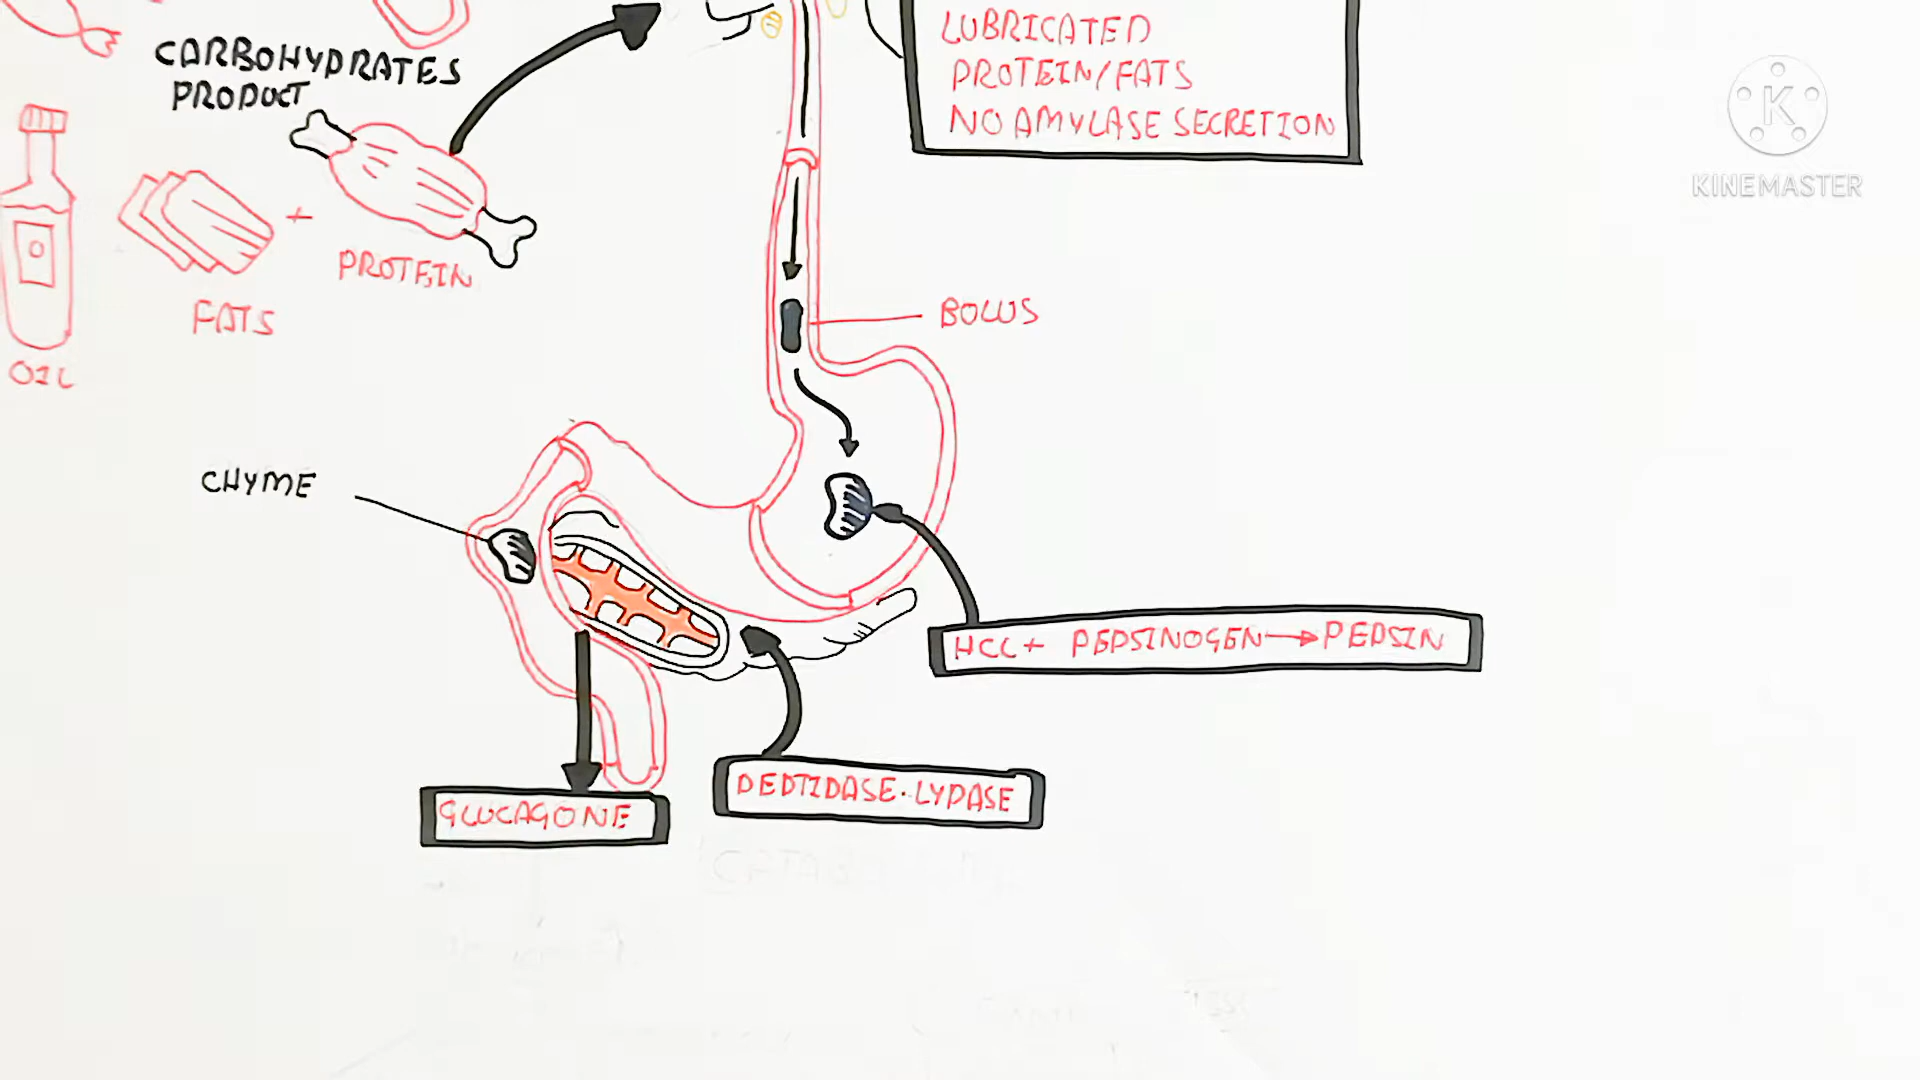 LUBRICATED
PROTEIN/FATS
NO AMYLASE SECRETION
CARBOHYDRATES
PRODUCT
KINEMASTER
PROTEIN
FATS
OIL
BOLUS
CHYME
HCL+ PEPSINOGEN→PEPSIN
PEPTIDASE.LYPASE
GLUCAGONE